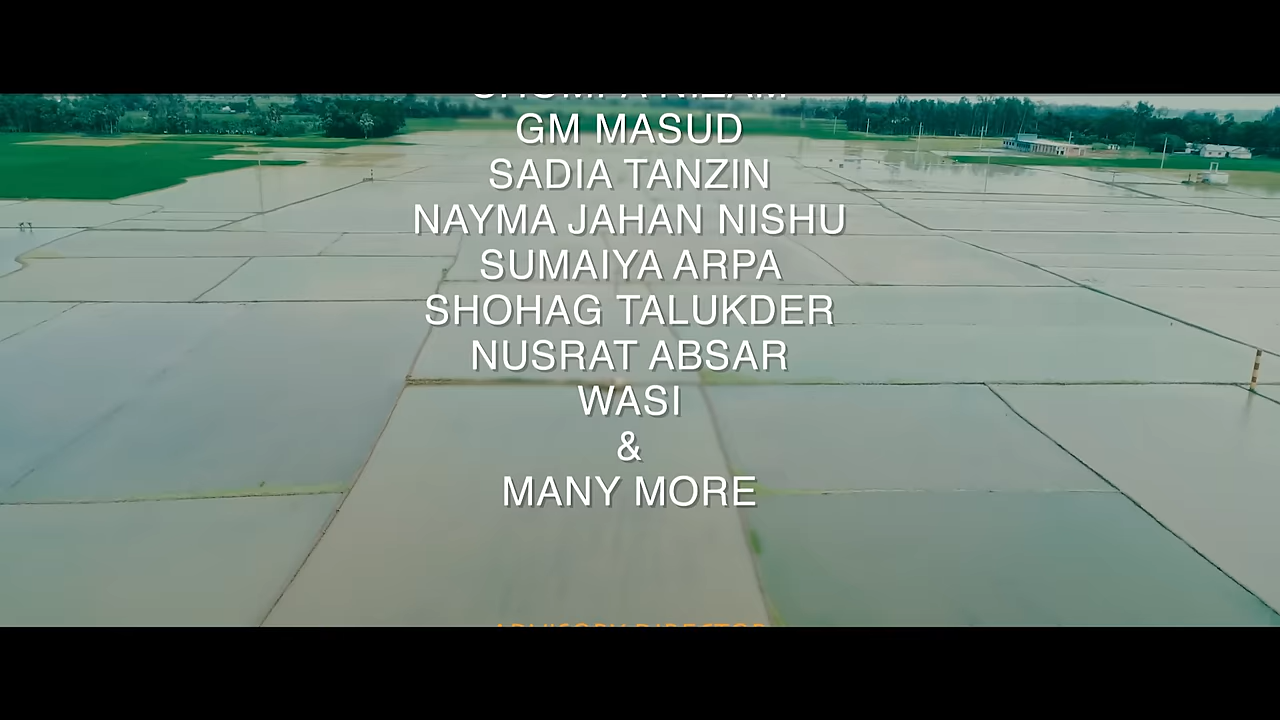 GM MASUD
SADIA TANZIN
NAYMA JAHAN NISHU
SUMAIYA ARPA
SHOHAG TALUKDER
NUSRAT ABSAR
WASI
&
MANY MORE